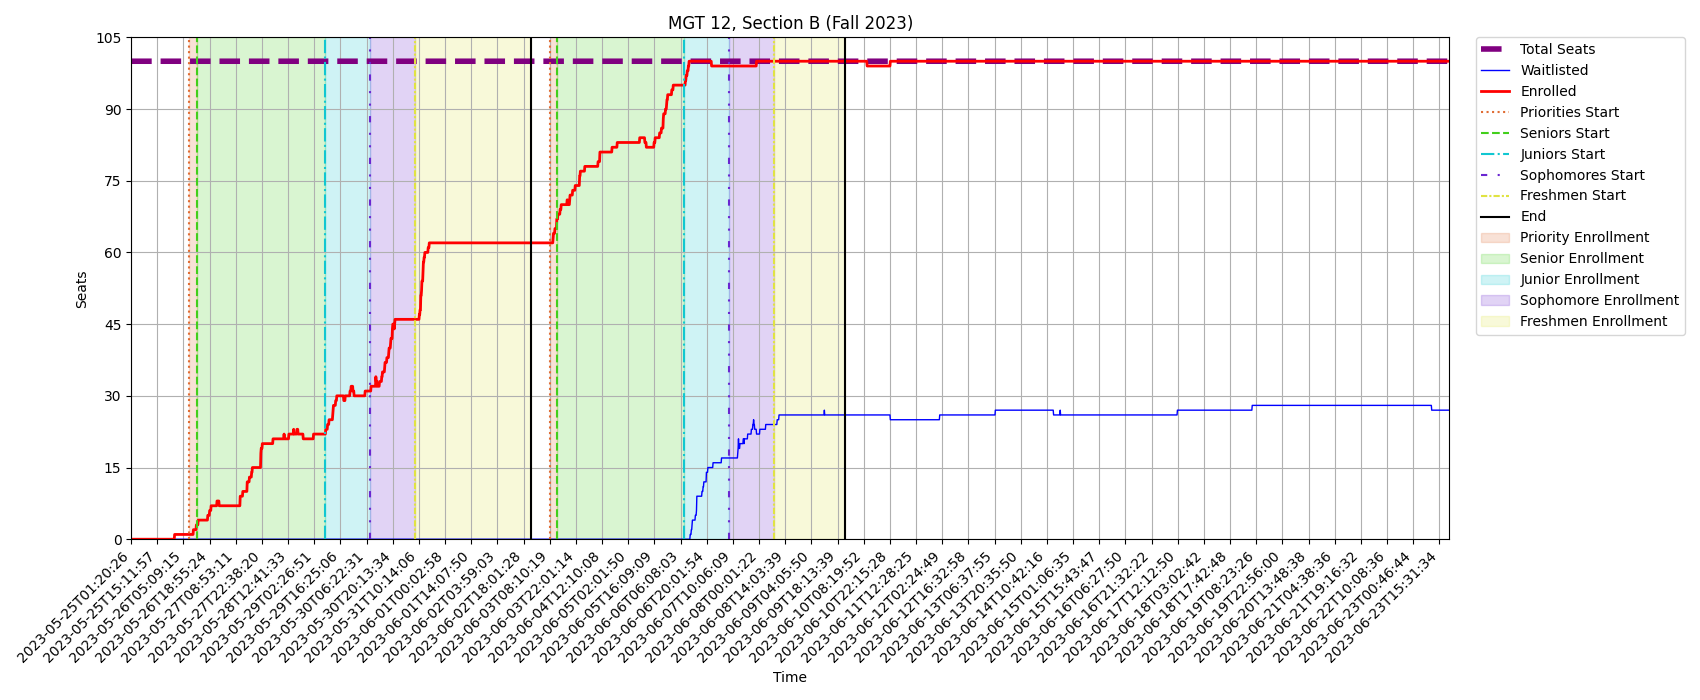 MGT 12, Section B (Fall 2023)
105
90
75
60
45
30
15
0
Seats
2023-05-25T01:20:26
2023-05-25T15:11:57
2023-05-26T05:09:15
2023-05-26T18:55:24
2023-05-27T08:53:11
2023-05-27T22:38:20
2023-05-28T12:41:33
2023-05-29T02:26:51
2023-05-29T16:25:06
2023-05-30T06:22:31
2023-05-30T20:13:34
2023-05-31T10:14:06
2023-06-01T00:02:58
2023-06-01T14:07:50
2023-06-02T03:59:03
2023-06-02T18:01:28
2023-06-03T08:10:19
2023-06-03T22:01:14
2023-06-04T12:10:08
2023-06-05T02:01:50
2023-06-05T16:09:09
2023-06-06T06:08:03
2023-06-06T20:01:54
2023-06-07T10:06:09
2023-06-08T00:01:22
2023-06-08T14:03:39
2023-06-09T04:05:50
2023-06-09T18:13:39
2023-06-10T08:19:52
2023-06-10T22:15:28
2023-06-11T12:28:25
2023-06-12T02:24:49
2023-06-12T16:32:58
2023-06-13T06:37:55
2023-06-13T20:35:50
2023-06-14T10:42:16
2023-06-15T01:06:35
2023-06-15T15:43:47
2023-06-16T06:27:50
2023-06-16T21:32:22
2023-06-17T12:12:50
2023-06-18T03:02:42
2023-06-18T17:42:48
2023-06-19T08:23:26
2023-06-19T22:56:00
2023-06-20T13:48:38
2023-06-21T04:38:36
2023-06-21T19:16:32
2023-06-22T10:08:36
2023-06-23T00:46:44
2023-06-23T15:31:34
Time
Total Seats
Waitlisted
Enrolled
Priorities Start
Seniors Start
Juniors Start
Sophomores Start
Freshmen Start
End
Priority Enrollment
Senior Enrollment
Junior Enrollment
Sophomore Enrollment
Freshmen Enrollment